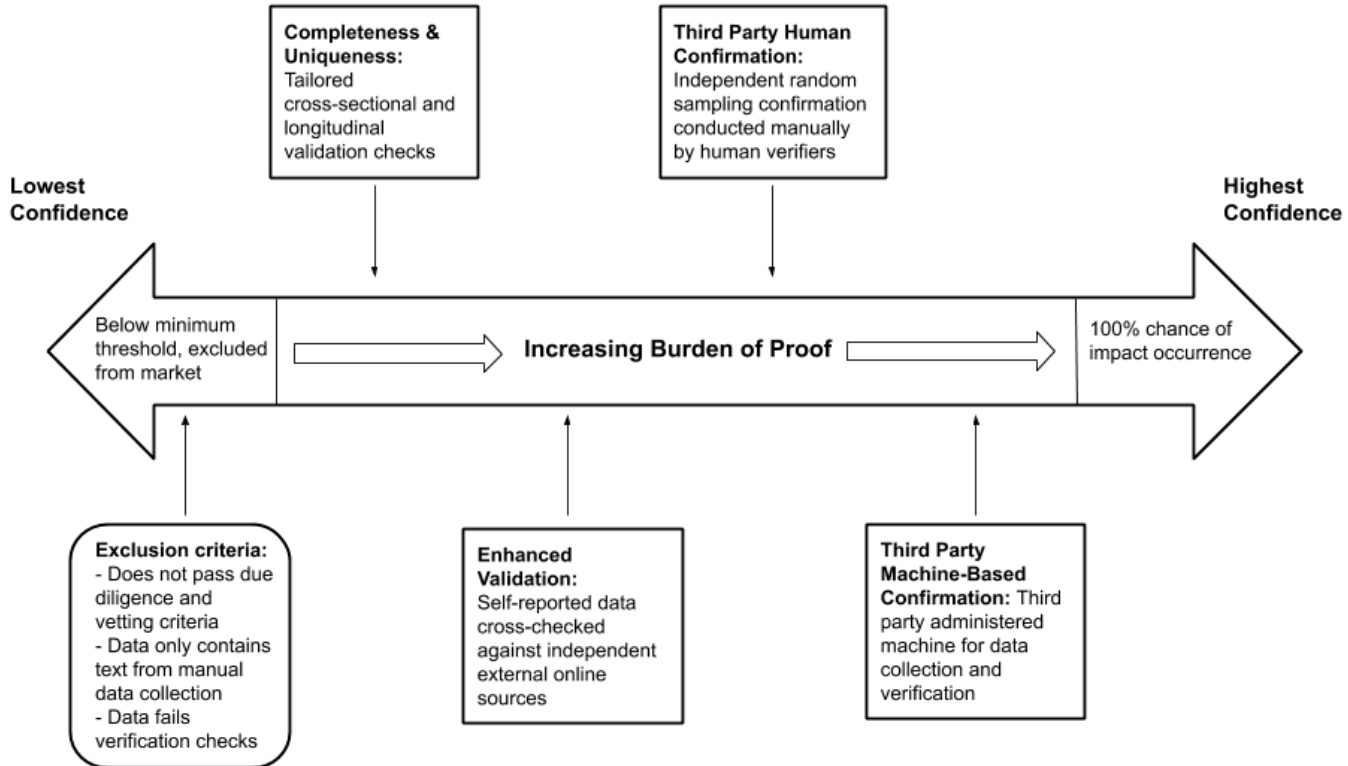 Completeness &
Uniqueness:
Tailored
cross-sectional and
longitudinal
validation checks
Third Party Human
Confirmation:
Independent random
sampling confirmation
conducted manually
by human verifiers
Lowest
Confidence
Highest
Confidence
Below minimum
threshold, excluded
from market
Increasing Burden of Proof
100% chance of
impact occurrence
Exclusion criteria:
- Does not pass due
diligence and
vetting criteria
- Data only contains
text from manual
data collection
- Data fails
verification checks
Enhanced
Validation:
Self-reported data
cross-checked
against independent
external online
sources
Third Party
Machine-Based
Confirmation: Third
party administered
machine for data
collection and
verification